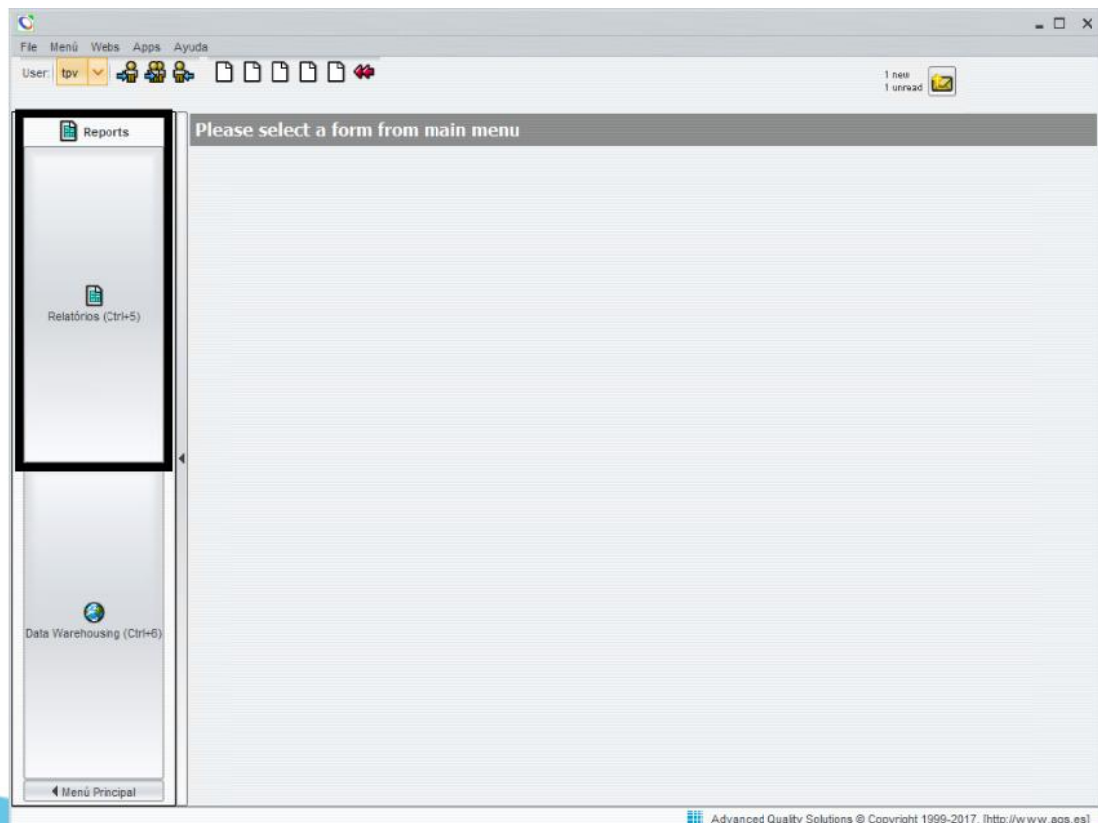 File Menú Webs Apps Ayuda
User: tpv
1 new
1 unread
Reports
Please select a form from main menu
Relatórios (Ctrl+5)
Data Warehousing (Ctrl+6)
Menú Principal
Advanced Quality Solutions © Copyright 1999-2017, [http://www.aqs.es]